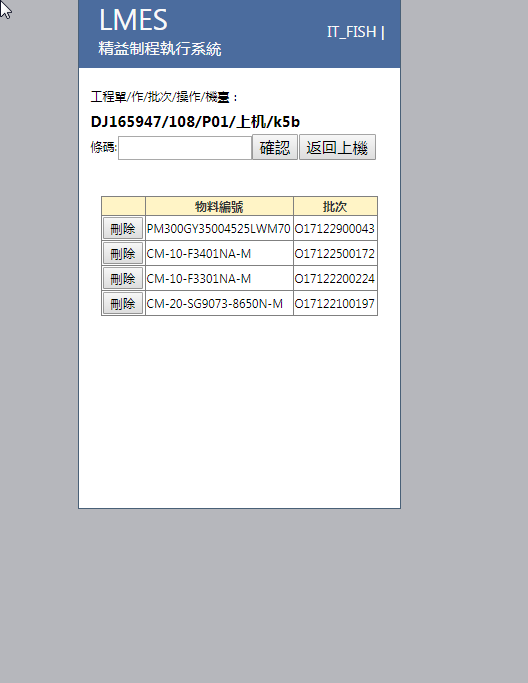 LMES
精益制程執行系統
IT_FISH |
工程單/作/批次/操作/機臺：
DJ165947/108/P01/上机/k5b
條碼: 確認 返回上機
物料編號 批次
刪除 PM300GY35004525LWM70 O17122900043
刪除 CM-10-F3401NA-M O17122500172
刪除 CM-10-F3301NA-M O17122200224
刪除 CM-20-SG9073-8650N-M O17122100197